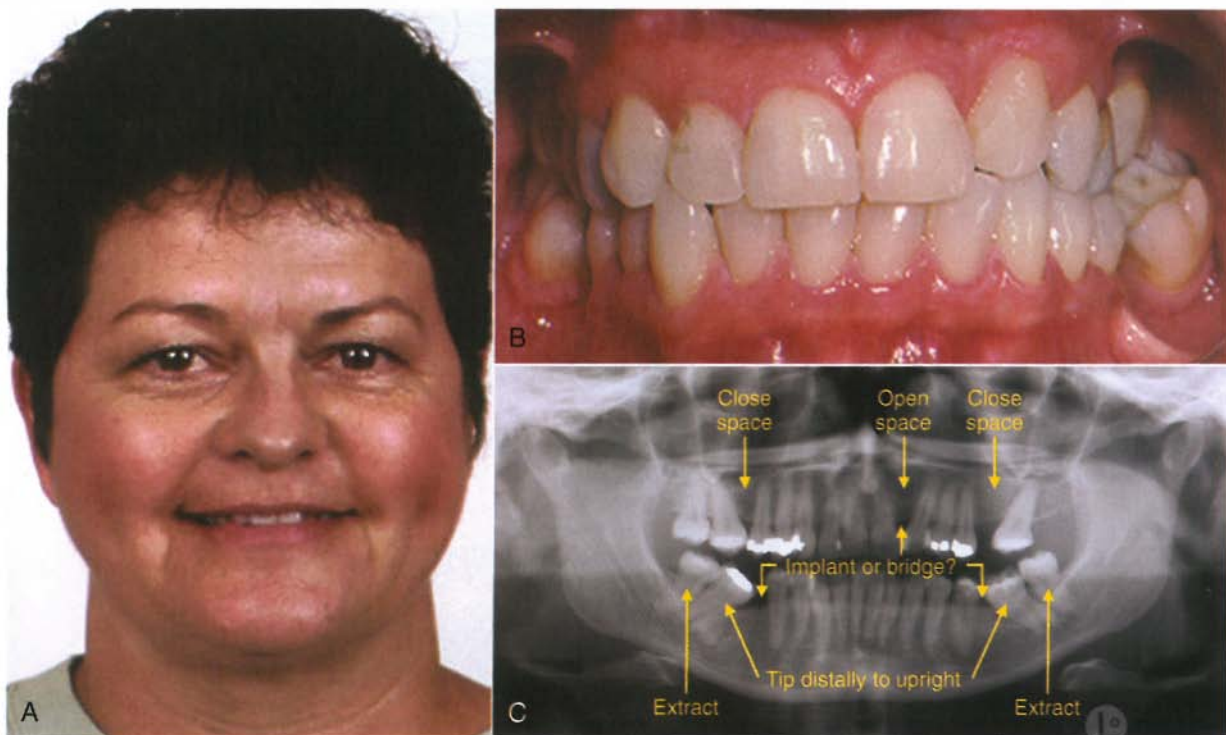 A
B
Close space
Open space
Close space
Implant or bridge?
Tip distally to upright
Extract
Extract
C